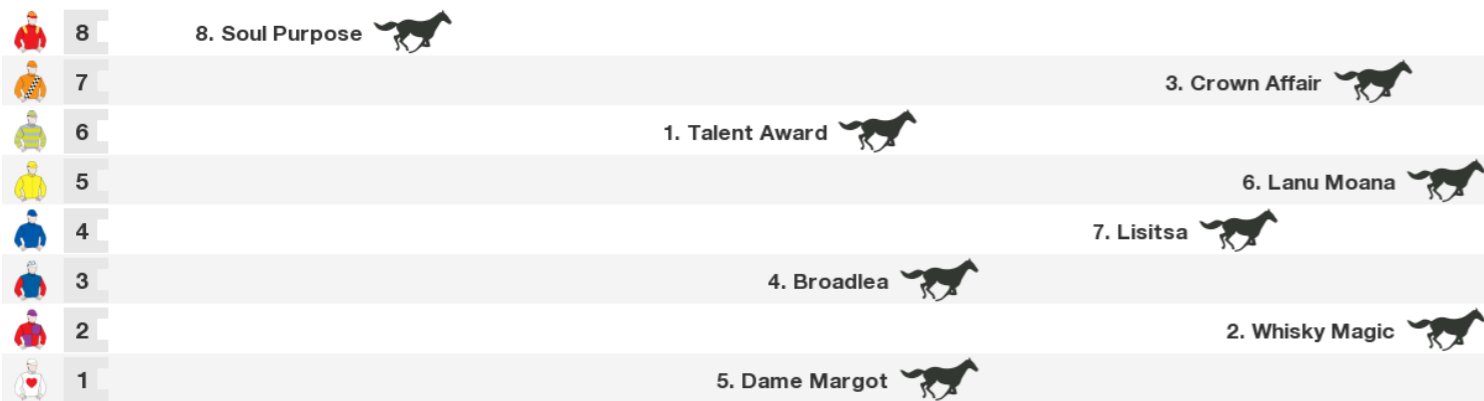 8 8. Soul Purpose
7 3. Crown Affair
6 1. Talent Award
5 6. Lanu Moana
4 7. Lisitsa
3 4. Broadlea
2 2. Whisky Magic
1 5. Dame Margot